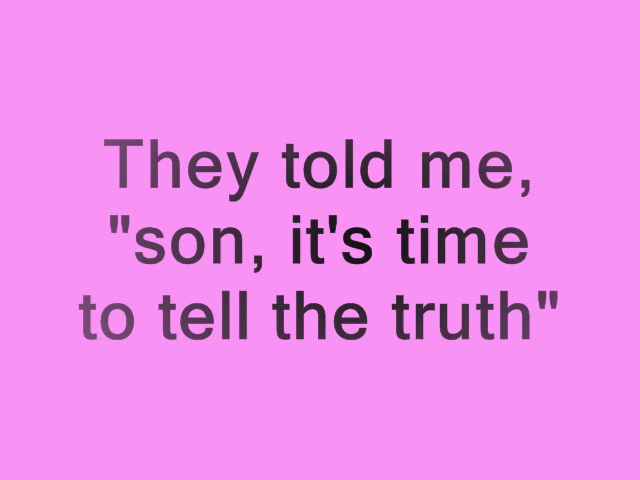 They told me,
"son, it's time
to tell the truth"